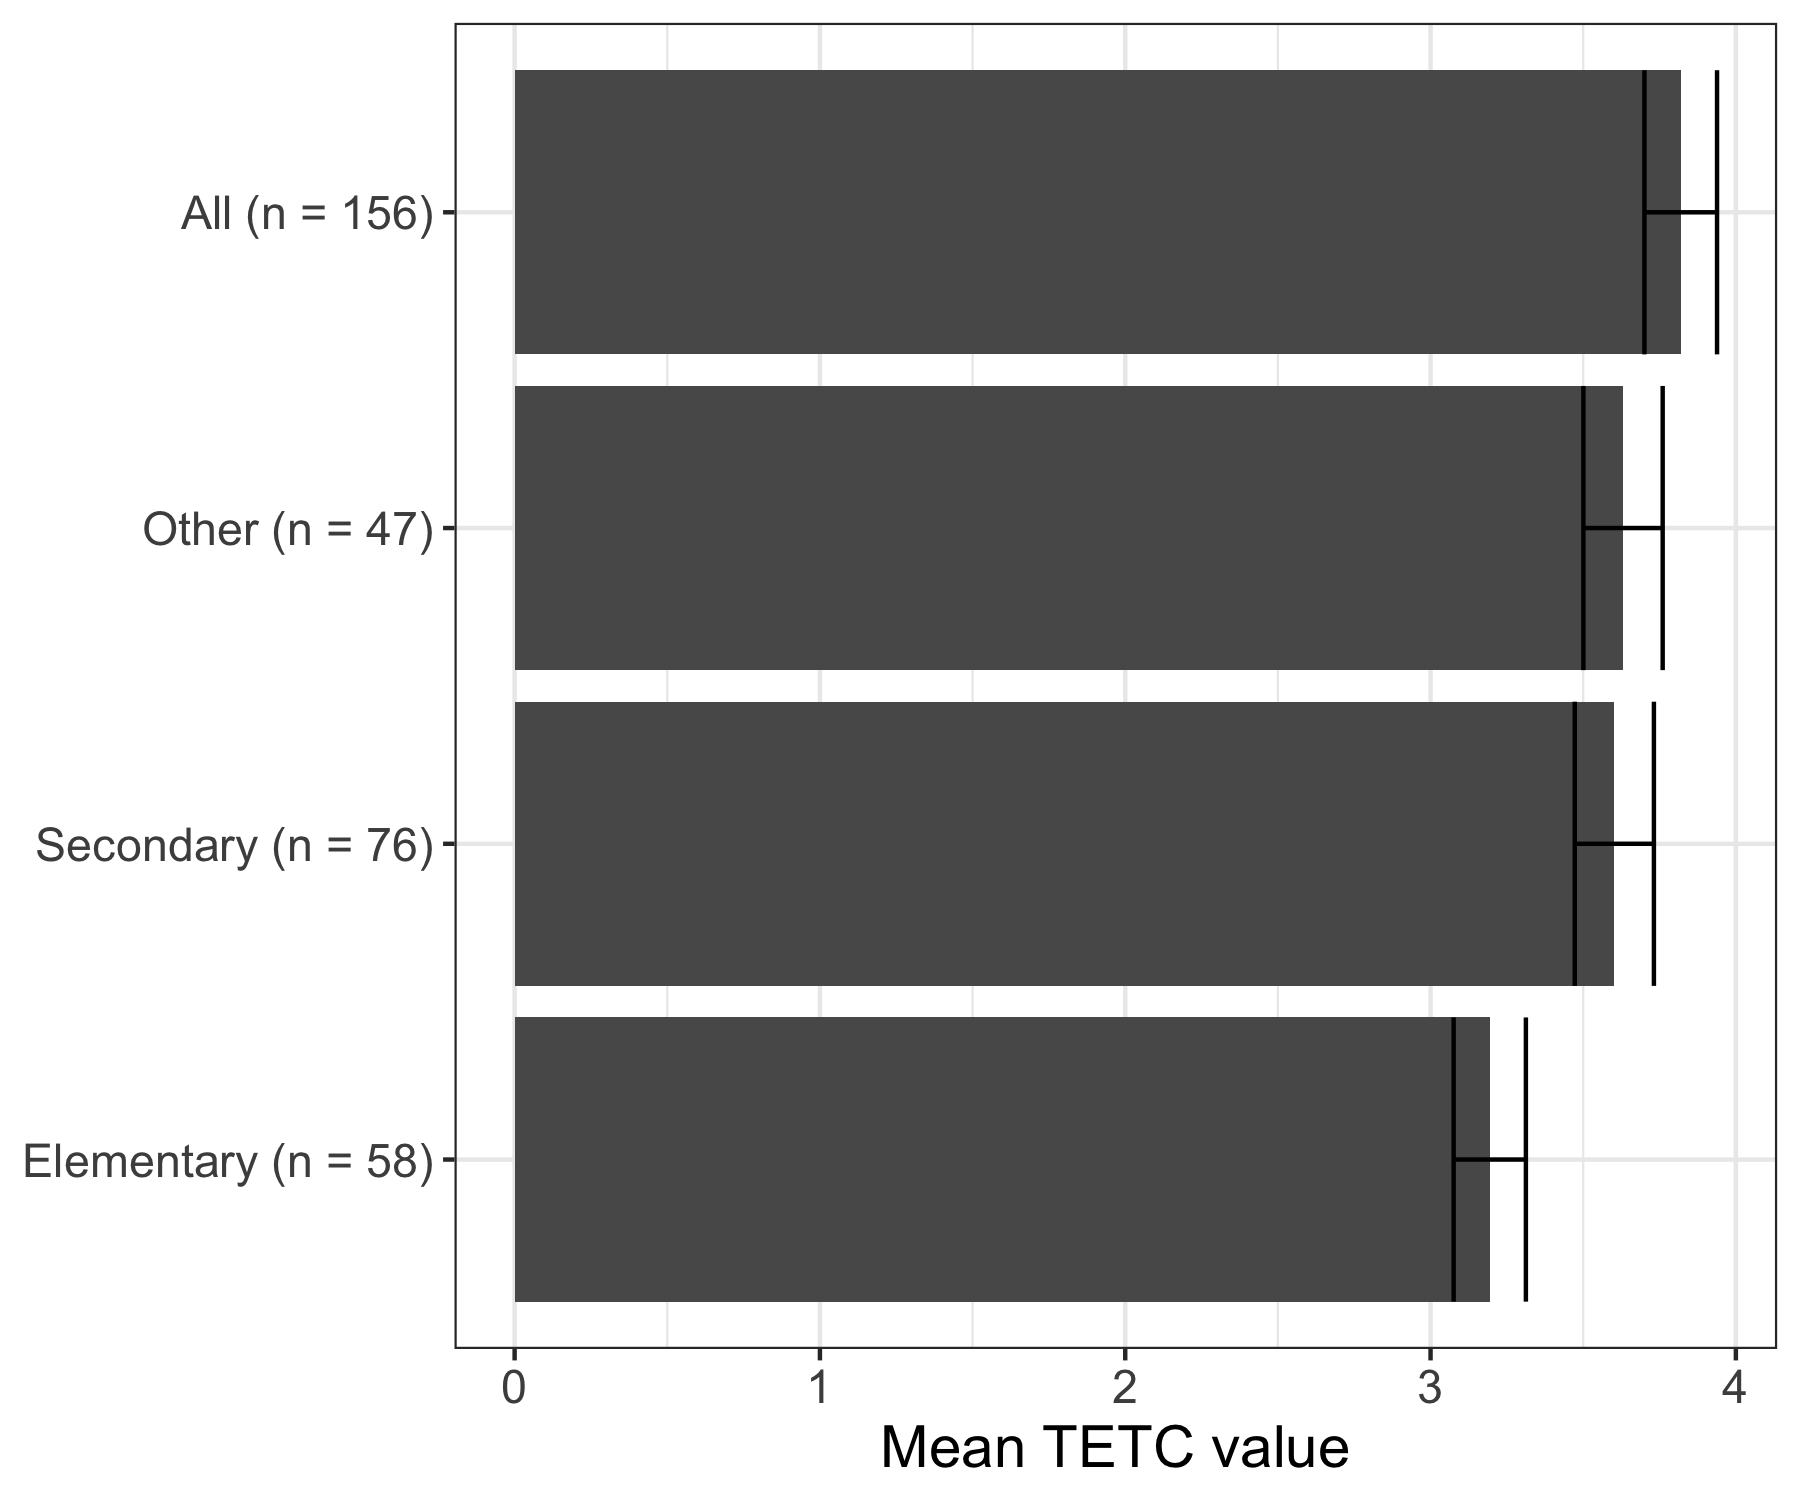 All (n = 156)
Other (n = 47)
Secondary (n = 76)
Elementary (n = 58)
0 1 2 3 4
Mean TETC value